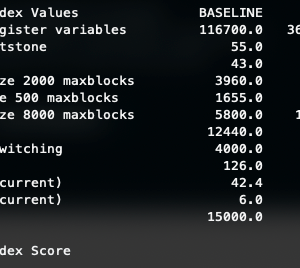 dex Values BASELINE
gister variables 116700.0 36
tstone 55.0
43.0
ze 2000 maxblocks 3960.0
e 500 maxblocks 1655.0
ze 8000 maxblocks 5800.0 1
12440.0
witching 4000.0
126.0
current) 42.4
current) 6.0
15000.0
dex Score